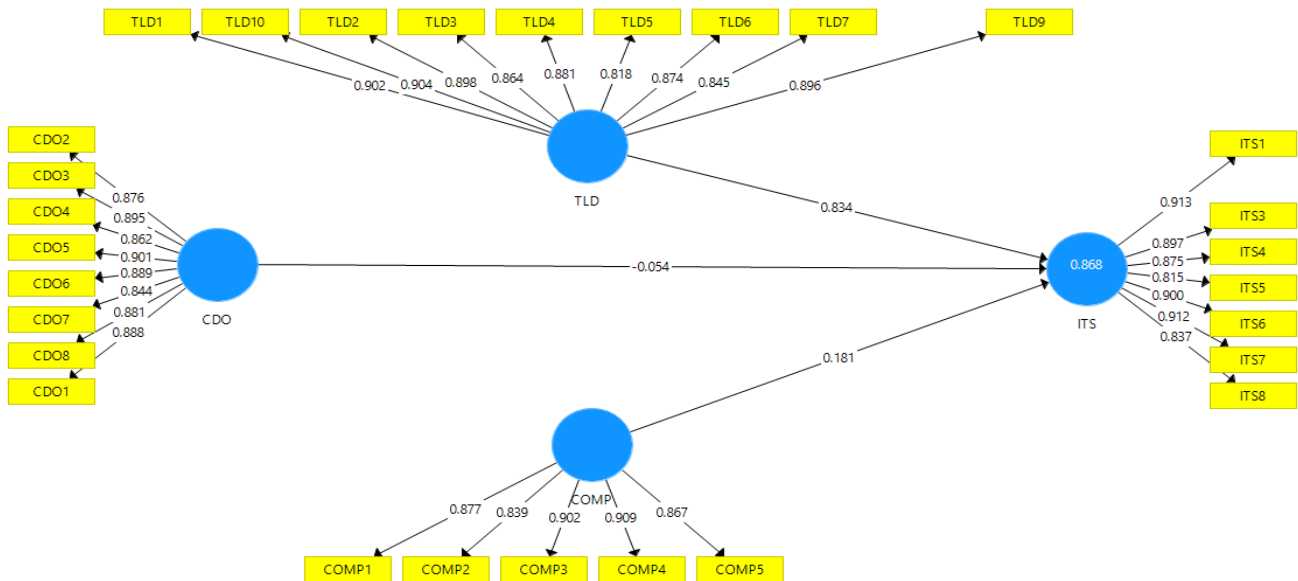 TLD1 TLD10 TLD2 TLD3 TLD4 TLD5 TLD6 TLD7 TLD9
0.902 0.904 0.898 0.864 0.881 0.818 0.874 0.845 0.896
TLD
CDO2
CDO3
CDO4
CDO5
CDO6
CDO7
CDO8
CDO1
0.876
0.895
0.862
0.901
0.889
0.844
0.881
0.888
CDO
0.834
-0.054
0.181
0.868
ITS
0.913
0.897
0.875
0.815
0.900
0.912
0.837
ITS1
ITS3
ITS4
ITS5
ITS6
ITS7
ITS8
COMP
0.877 0.839 0.902 0.909 0.867
COMP1 COMP2 COMP3 COMP4 COMP5